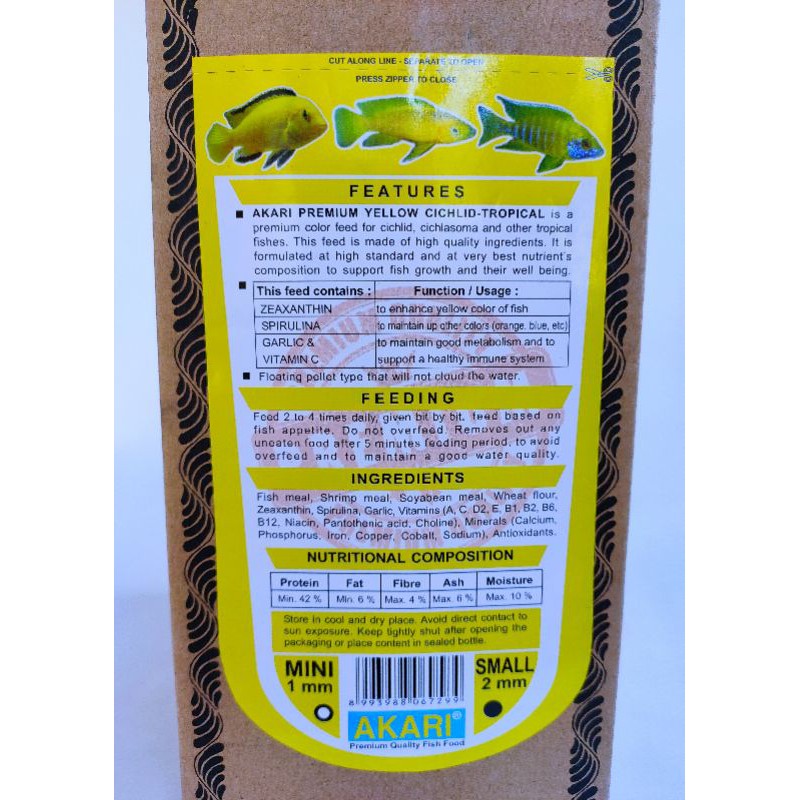 CUT ALONG LINE - SEPARATE TO OPEN
PRESS ZIPPER TO CLOSE
FEATURES
AKARI PREMIUM YELLOW CICHLID-TROPICAL is a
premium color feed for cichlid, cichlasoma and other tropical
fishes. This feed is made of high quality ingredients. It is
formulated at high standard and at very best nutrient's
composition to support fish growth and their well being.
This feed contains : Function / Usage :
ZEAXANTHIN to enhance yellow color of fish
SPIRULINA to maintain up other colors (orange, blue, etc)
GARLIC & to maintain good metabolism and to
VITAMIN C support a healthy immune system
Floating pellet type that will not cloud the water.
FEEDING
Feed 2 to 4 times daily, given bit by bit, feed based on
fish appetite. Do not overfeed. Removes out any
uneaten food after 5 minutes feeding period, to avoid
overfeed and to maintain a good water quality.
INGREDIENTS
Fish meal, Shrimp meal, Soyabean meal, Wheat flour,
Zeaxanthin, Spirulina, Garlic, Vitamins (A, C, D2, E, B1, B2, B6,
B12, Niacin, Pantothenic acid, Choline), Minerals (Calcium,
Phosphorus, Iron, Copper, Cobalt, Sodium), Antioxidants.
NUTRITIONAL COMPOSITION
Protein Fat Fibre Ash Moisture
Min. 42 % Min. 6 % Max. 4 % Max. 6 % Max. 10 %
Store in cool and dry place. Avoid direct contact to
sun exposure. Keep tightly shut after opening the
packaging or place content in sealed bottle.
MINI SMALL
1 mm 2 mm
8 993988 067299
AKARI®
Premium Quality Fish Food